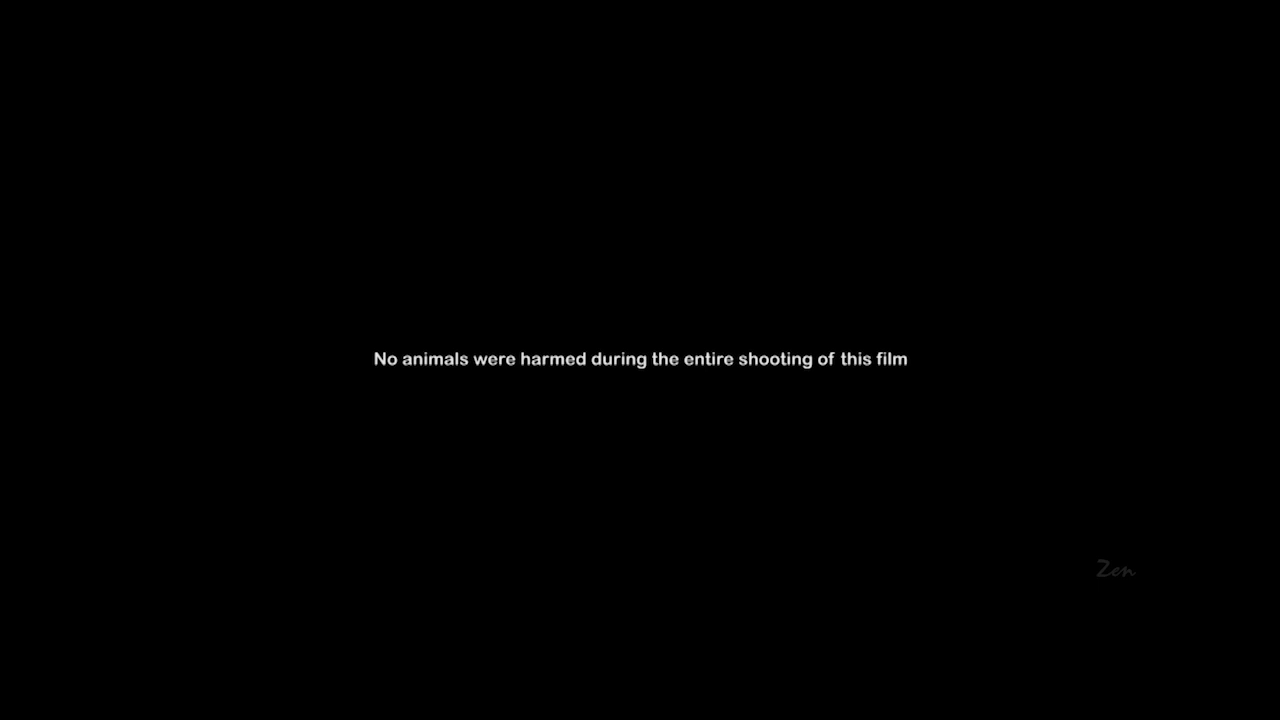 No animals were harmed during the entire shooting of this film
Zen